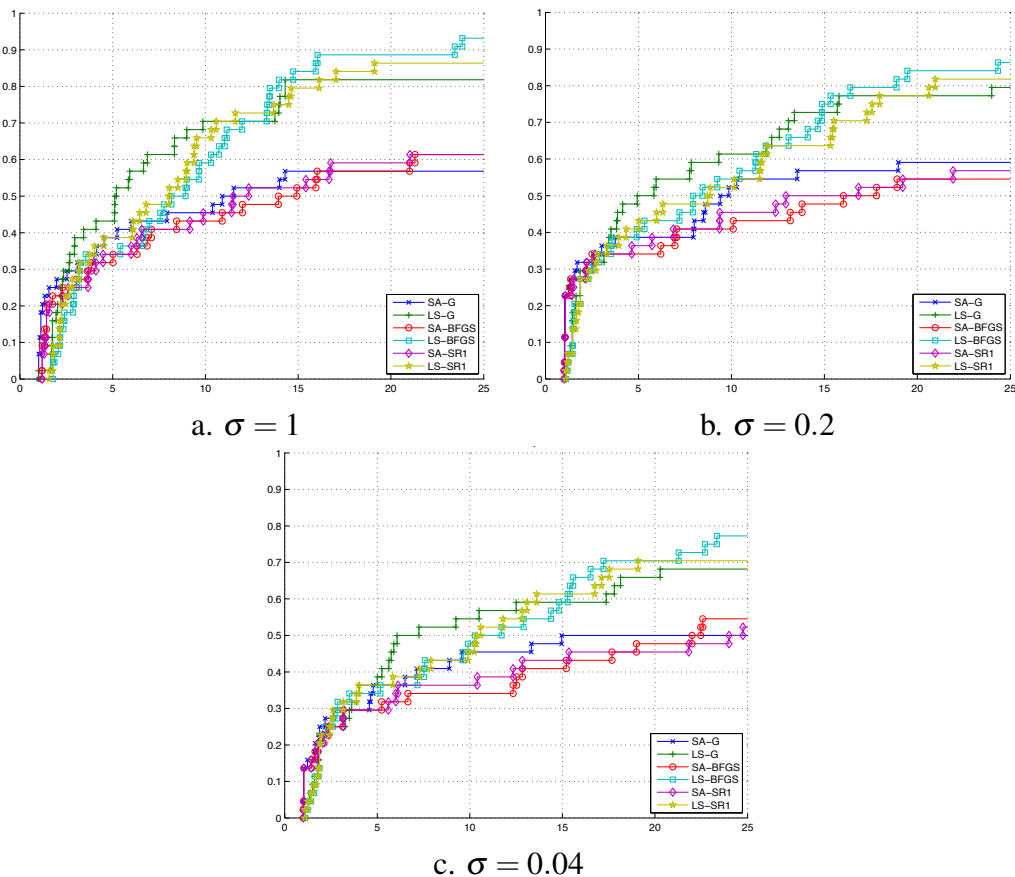 1
0.9
0.8
0.7
0.6
0.5
0.4
0.3
0.2
0.1
0
0 5 10 15 20 25
SA-G
LS-G
SA-BFGS
LS-BFGS
SA-SR1
LS-SR1
a. σ = 1
1
0.9
0.8
0.7
0.6
0.5
0.4
0.3
0.2
0.1
0
0 5 10 15 20 25
SA-G
LS-G
SA-BFGS
LS-BFGS
SA-SR1
LS-SR1
b. σ = 0.2
1
0.9
0.8
0.7
0.6
0.5
0.4
0.3
0.2
0.1
0
0 5 10 15 20 25
SA-G
LS-G
SA-BFGS
LS-BFGS
SA-SR1
LS-SR1
c. σ = 0.04